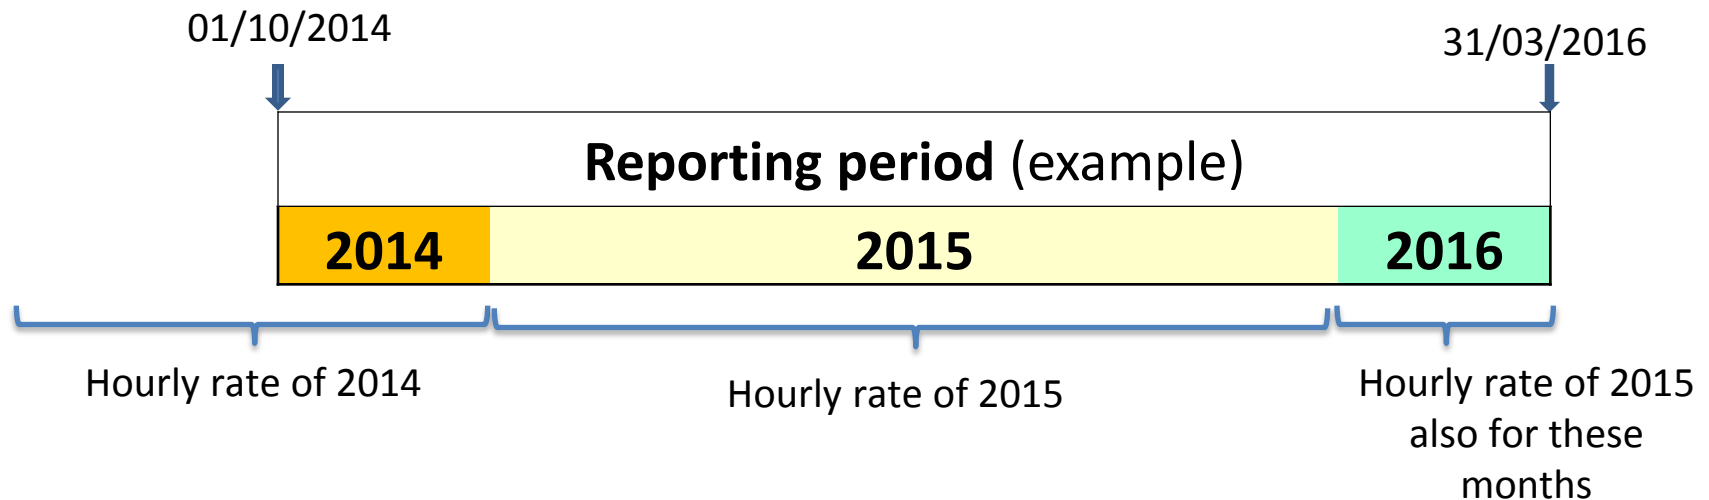 01/10/2014
31/03/2016
Reporting period (example)
2014
2015
2016
Hourly rate of 2014
Hourly rate of 2015
Hourly rate of 2015
also for these
months